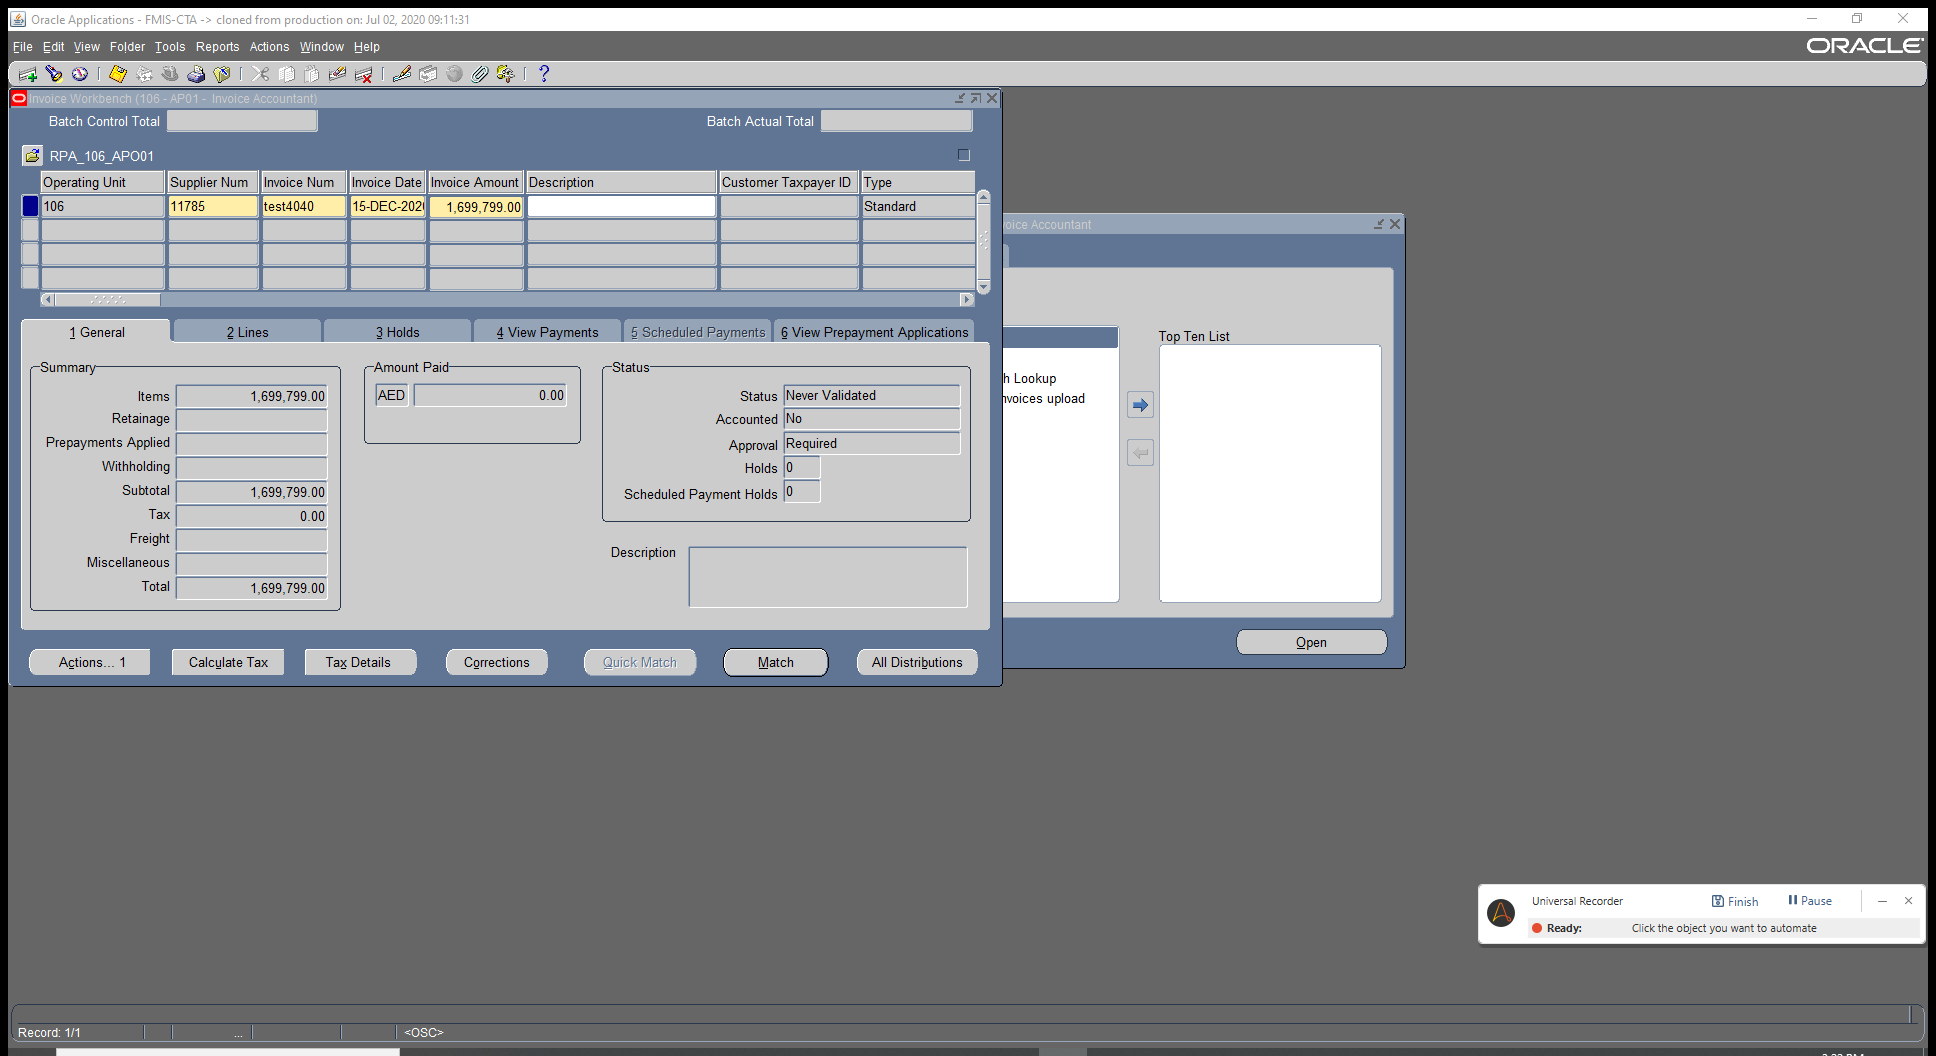 Oracle Applications - FMIS-CTA -> cloned from production on: Jul 02, 2020 09:11:31
File Edit View Folder Tools Reports Actions Window Help
ORACLE
Invoice Workbench (106 - AP01 - Invoice Accountant)
Batch Control Total
Batch Actual Total
RPA_106_APO01
Operating Unit Supplier Num Invoice Num Invoice Date Invoice Amount Description Customer Taxpayer ID Type
106 11785 test4040 15-DEC-202 1,699,799.00 Standard
oice Accountant
1 General 2 Lines 3 Holds 4 View Payments 5 Scheduled Payments 6 View Prepayment Applications
Summary
Items 1,699,799.00
Retainage
Prepayments Applied
Withholding
Subtotal 1,699,799.00
Tax 0.00
Freight
Miscellaneous
Total 1,699,799.00
Amount Paid
AED 0.00
Status
Status Never Validated
Accounted No
Approval Required
Holds 0
Scheduled Payment Holds 0
Description
h Lookup
nvoices upload
Top Ten List
Open
Actions... 1 Calculate Tax Tax Details Corrections Quick Match Match All Distributions
Universal Recorder Finish Pause
Ready: Click the object you want to automate
Record: 1/1 ... <OSC>